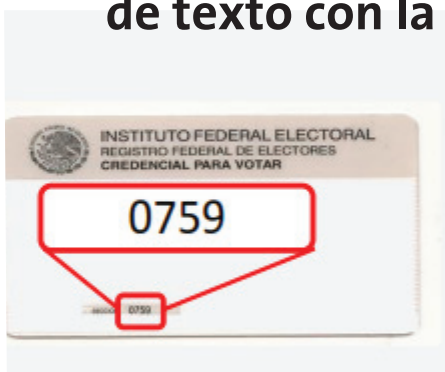 de texto con la
INSTITUTO FEDERAL ELECTORAL
REGISTRO FEDERAL DE ELECTORES
CREDENCIAL PARA VOTAR
0759
0759